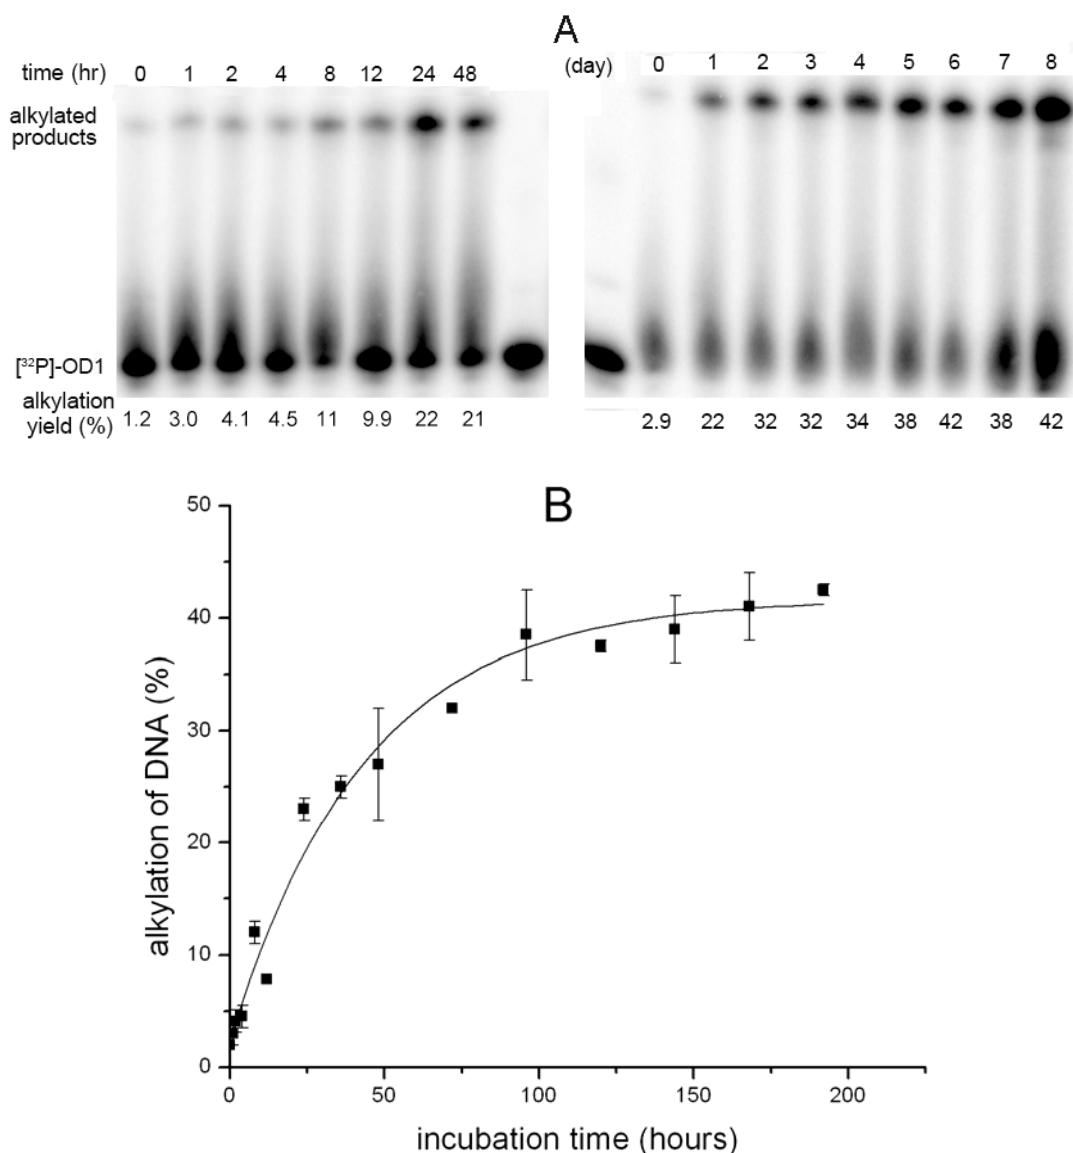 A
time (hr) 0 1 2 4 8 12 24 48
(day) 0 1 2 3 4 5 6 7 8
alkylated
products
[³²P]-OD1
alkylation
yield (%) 1.2 3.0 4.1 4.5 11 9.9 22 21
2.9 22 32 32 34 38 42 38 42
B
50
40
30
20
10
0
alkylation of DNA (%)
0 50 100 150 200
incubation time (hours)